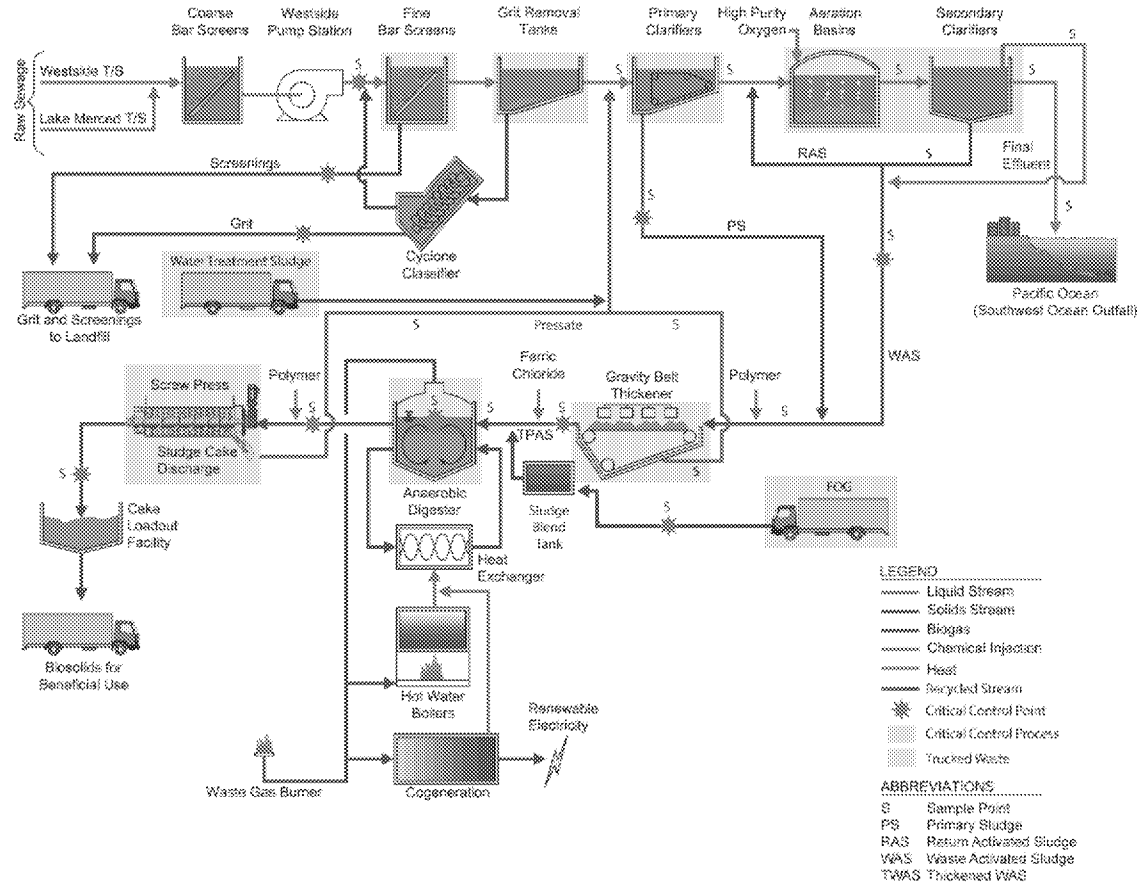 Coarse
Bar Screens
Westside
Pump Station
Fine
Bar Screens
Grit Removal
Tanks
Primary
Clarifiers
High Purity
Oxygen
Aeration
Basins
Secondary
Clarifiers
S
Raw Sewage
Westside T/S
Lake Merced T/S
S
S
S
S
S
RAS
S
Final
Effluent
Screenings
S
S
Grit
PS
S
Cyclone
Classifier
Water Treatment Sludge
Grit and Screenings
to Landfill
Pacific Ocean
(Southwest Ocean Outfall)
S
Pressate
S
WAS
Screw Press
Polymer
S
Ferric
Chloride
Gravity Belt
Thickener
Polymer
S
S
S
S
TPAS
Sludge Cake
Discharge
S
S
Anaerobic
Digester
Sludge
Blend
Tank
S
FOG
Cake
Loadout
Facility
Heat
Exchanger
Biosolids for
Beneficial Use
Hot Water
Boilers
Renewable
Electricity
Waste Gas Burner
Cogeneration
LEGEND
Liquid Stream
Solids Stream
Biogas
Chemical Injection
Heat
Recycled Stream
Critical Control Point
Critical Control Process
Trucked Waste
ABBREVIATIONS
S Sample Point
PS Primary Sludge
RAS Return Activated Sludge
WAS Waste Activated Sludge
TWAS Thickened WAS